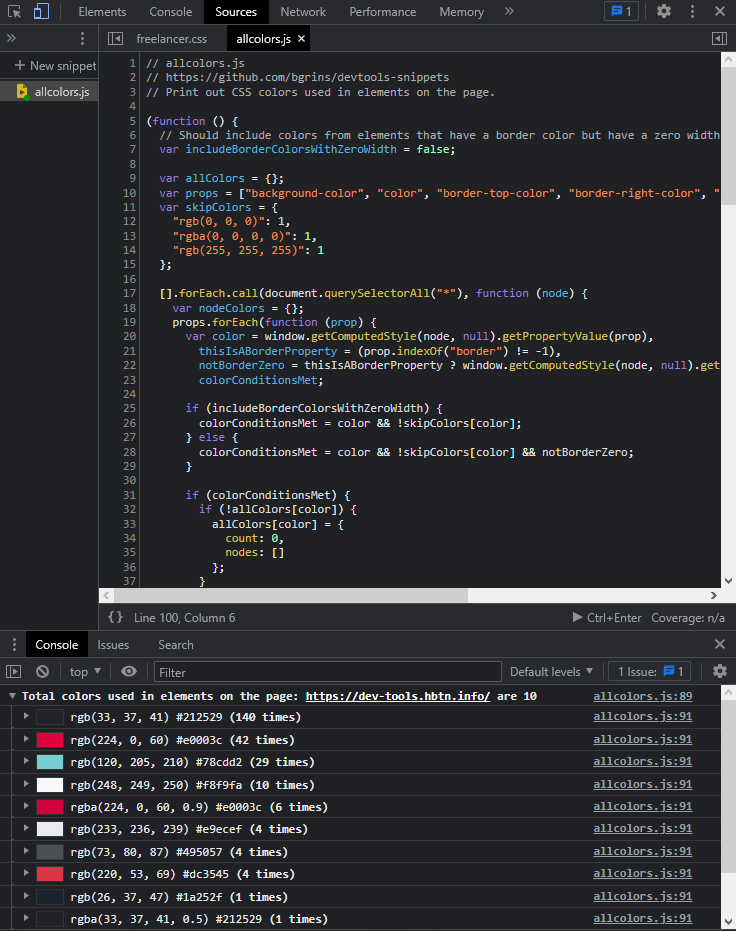 Elements Console Sources Network Performance Memory » 1
» freelancer.css allcolors.js ×
+ New snippet
allcolors.js
1 // allcolors.js
2 // https://github.com/bgrins/devtools-snippets
3 // Print out CSS colors used in elements on the page.
4
5 (function () {
6 // Should include colors from elements that have a border color but have a zero width
7 var includeBorderColorsWithZeroWidth = false;
8
9 var allColors = {};
10 var props = ["background-color", "color", "border-top-color", "border-right-color", "
11 var skipColors = {
12 "rgb(0, 0, 0)": 1,
13 "rgba(0, 0, 0, 0)": 1,
14 "rgb(255, 255, 255)": 1
15 };
16
17 [].forEach.call(document.querySelectorAll("*"), function (node) {
18 var nodeColors = {};
19 props.forEach(function (prop) {
20 var color = window.getComputedStyle(node, null).getPropertyValue(prop),
21 thisIsABorderProperty = (prop.indexOf("border") != -1),
22 notBorderZero = thisIsABorderProperty ? window.getComputedStyle(node, null).get
23 colorConditionsMet;
24
25 if (includeBorderColorsWithZeroWidth) {
26 colorConditionsMet = color && !skipColors[color];
27 } else {
28 colorConditionsMet = color && !skipColors[color] && notBorderZero;
29 }
30
31 if (colorConditionsMet) {
32 if (!allColors[color]) {
33 allColors[color] = {
34 count: 0,
35 nodes: []
36 };
37 }
{} Line 100, Column 6 Ctrl+Enter Coverage: n/a
Console Issues Search
top Filter Default levels 1 Issue: 1
Total colors used in elements on the page: https://dev-tools.hbtn.info/ are 10 allcolors.js:89
rgb(33, 37, 41) #212529 (140 times) allcolors.js:91
rgb(224, 0, 60) #e0003c (42 times) allcolors.js:91
rgb(120, 205, 210) #78cdd2 (29 times) allcolors.js:91
rgb(248, 249, 250) #f8f9fa (10 times) allcolors.js:91
rgba(224, 0, 60, 0.9) #e0003c (6 times) allcolors.js:91
rgb(233, 236, 239) #e9ecef (4 times) allcolors.js:91
rgb(73, 80, 87) #495057 (4 times) allcolors.js:91
rgb(220, 53, 69) #dc3545 (4 times) allcolors.js:91
rgb(26, 37, 47) #1a252f (1 times) allcolors.js:91
rgba(33, 37, 41, 0.5) #212529 (1 times) allcolors.js:91